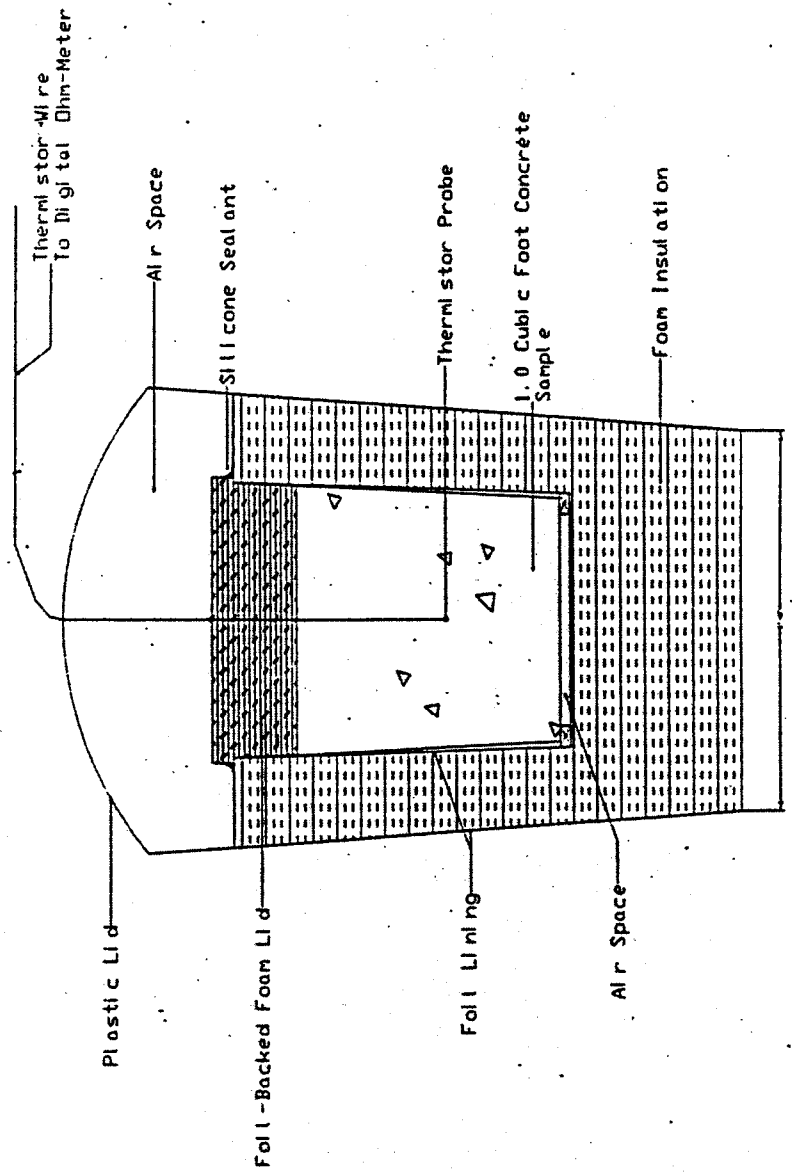 Thermistor Wire
To Digital Ohm-Meter
Air Space
Silicone Sealant
Thermistor Probe
1.0 Cubic Foot Concrete
Sample
Foam Insulation
Plastic Lid
Foil-Backed Foam Lid
Foil Lining
Air Space